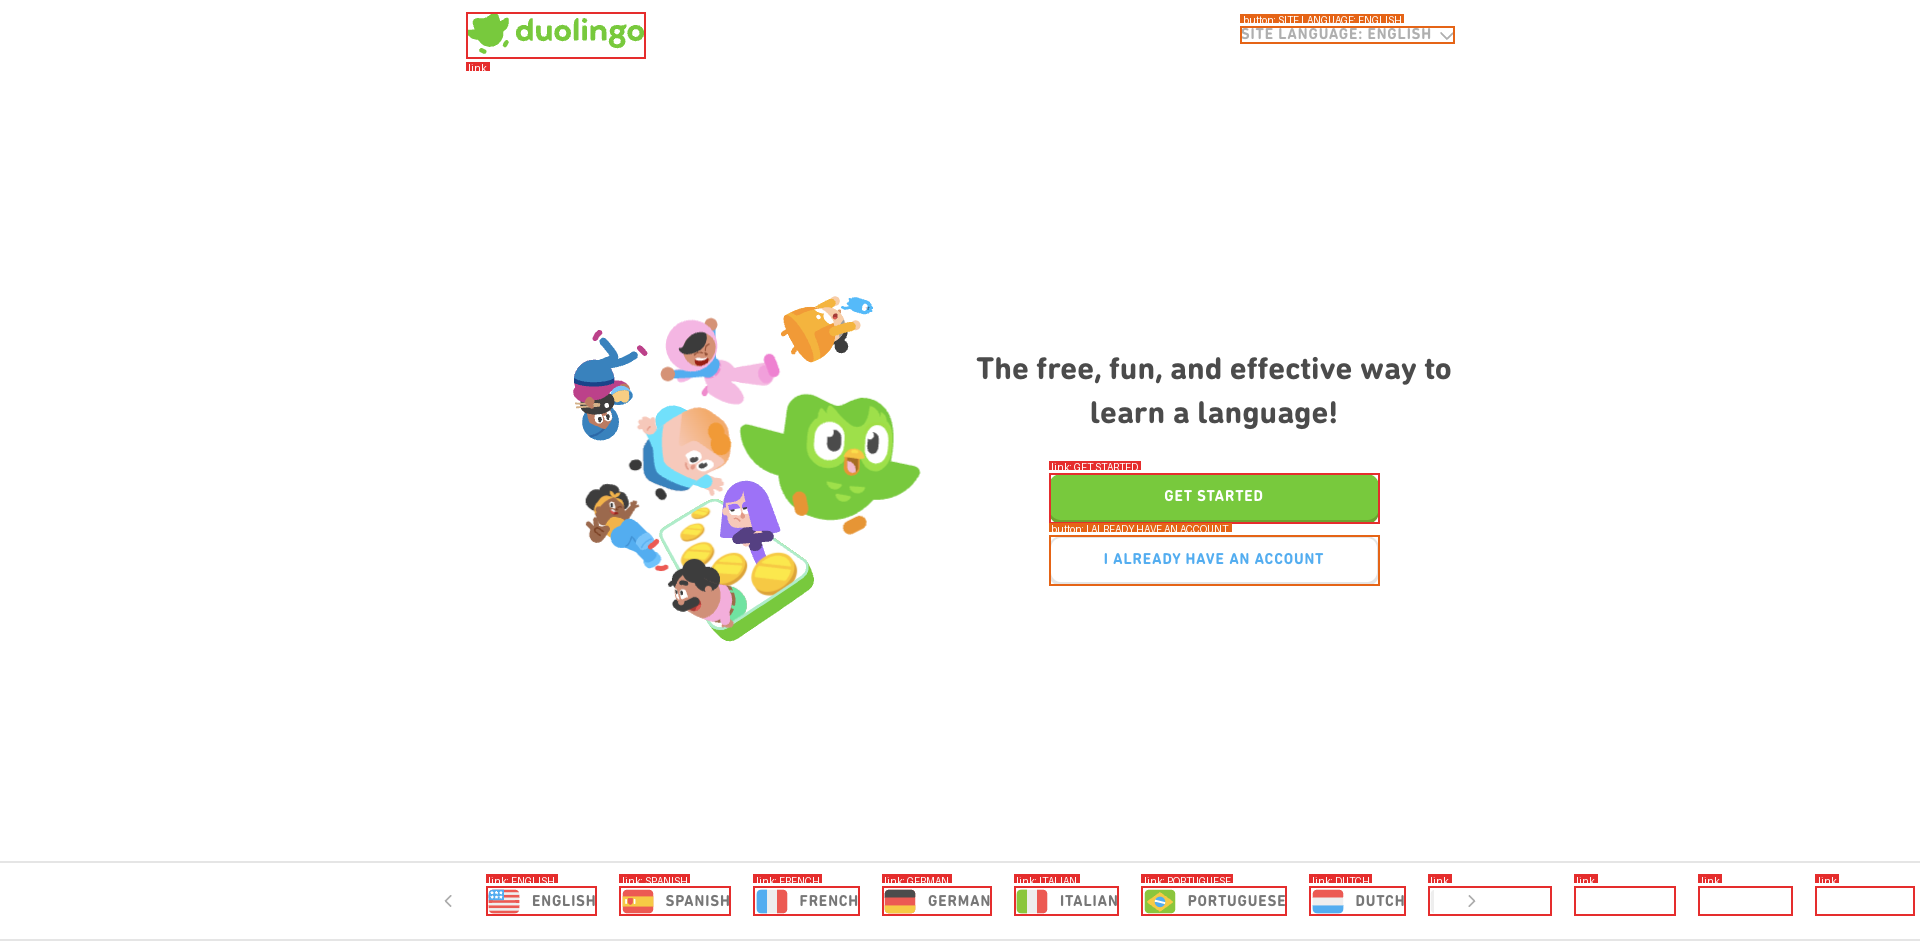 duolingo
link
button: SITE LANGUAGE: ENGLISH
SITE LANGUAGE: ENGLISH
The free, fun, and effective way to
learn a language!
link: GET STARTED
GET STARTED
button: I ALREADY HAVE AN ACCOUNT
I ALREADY HAVE AN ACCOUNT
link: ENGLISH link: SPANISH link: FRENCH link: GERMAN link: ITALIAN link: PORTUGUESE link: DUTCH link link link link
ENGLISH SPANISH FRENCH GERMAN ITALIAN PORTUGUESE DUTCH